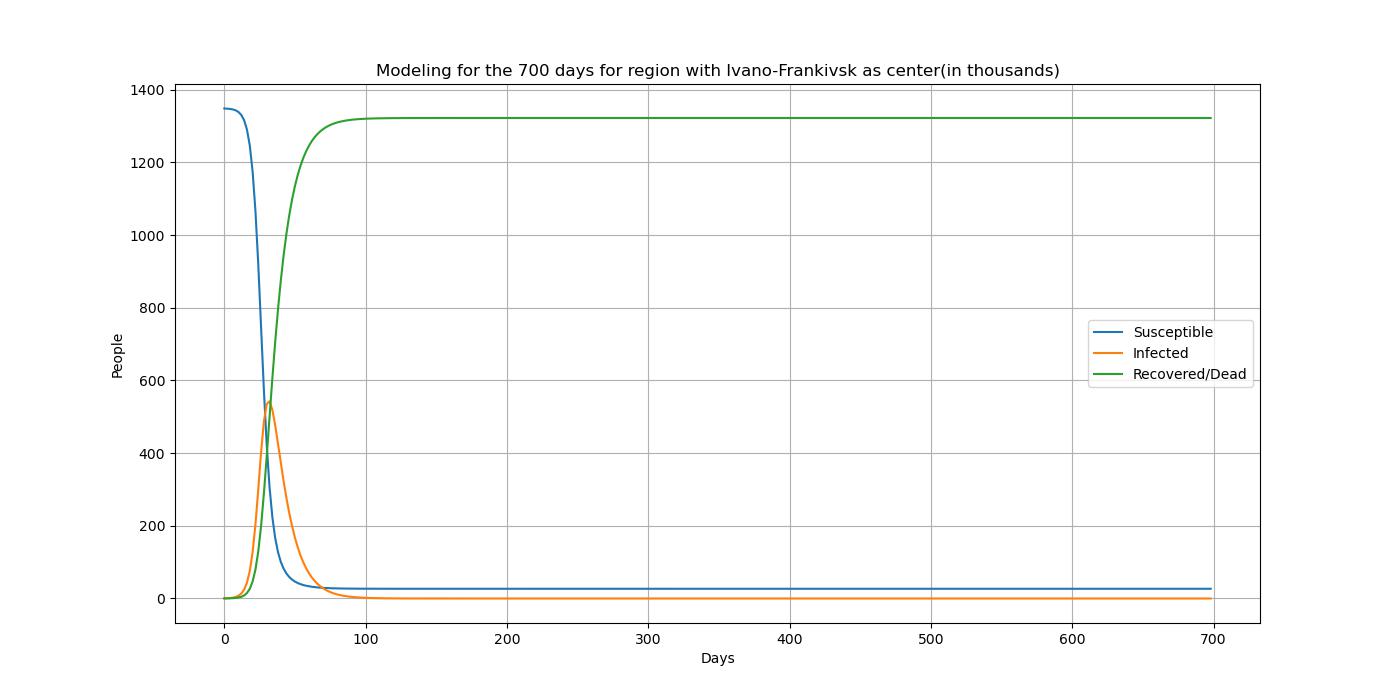 Modeling for the 700 days for region with Ivano-Frankivsk as center(in thousands)
1400
1200
1000
800
600
400
200
0
People
Susceptible
Infected
Recovered/Dead
0 100 200 300 400 500 600 700
Days